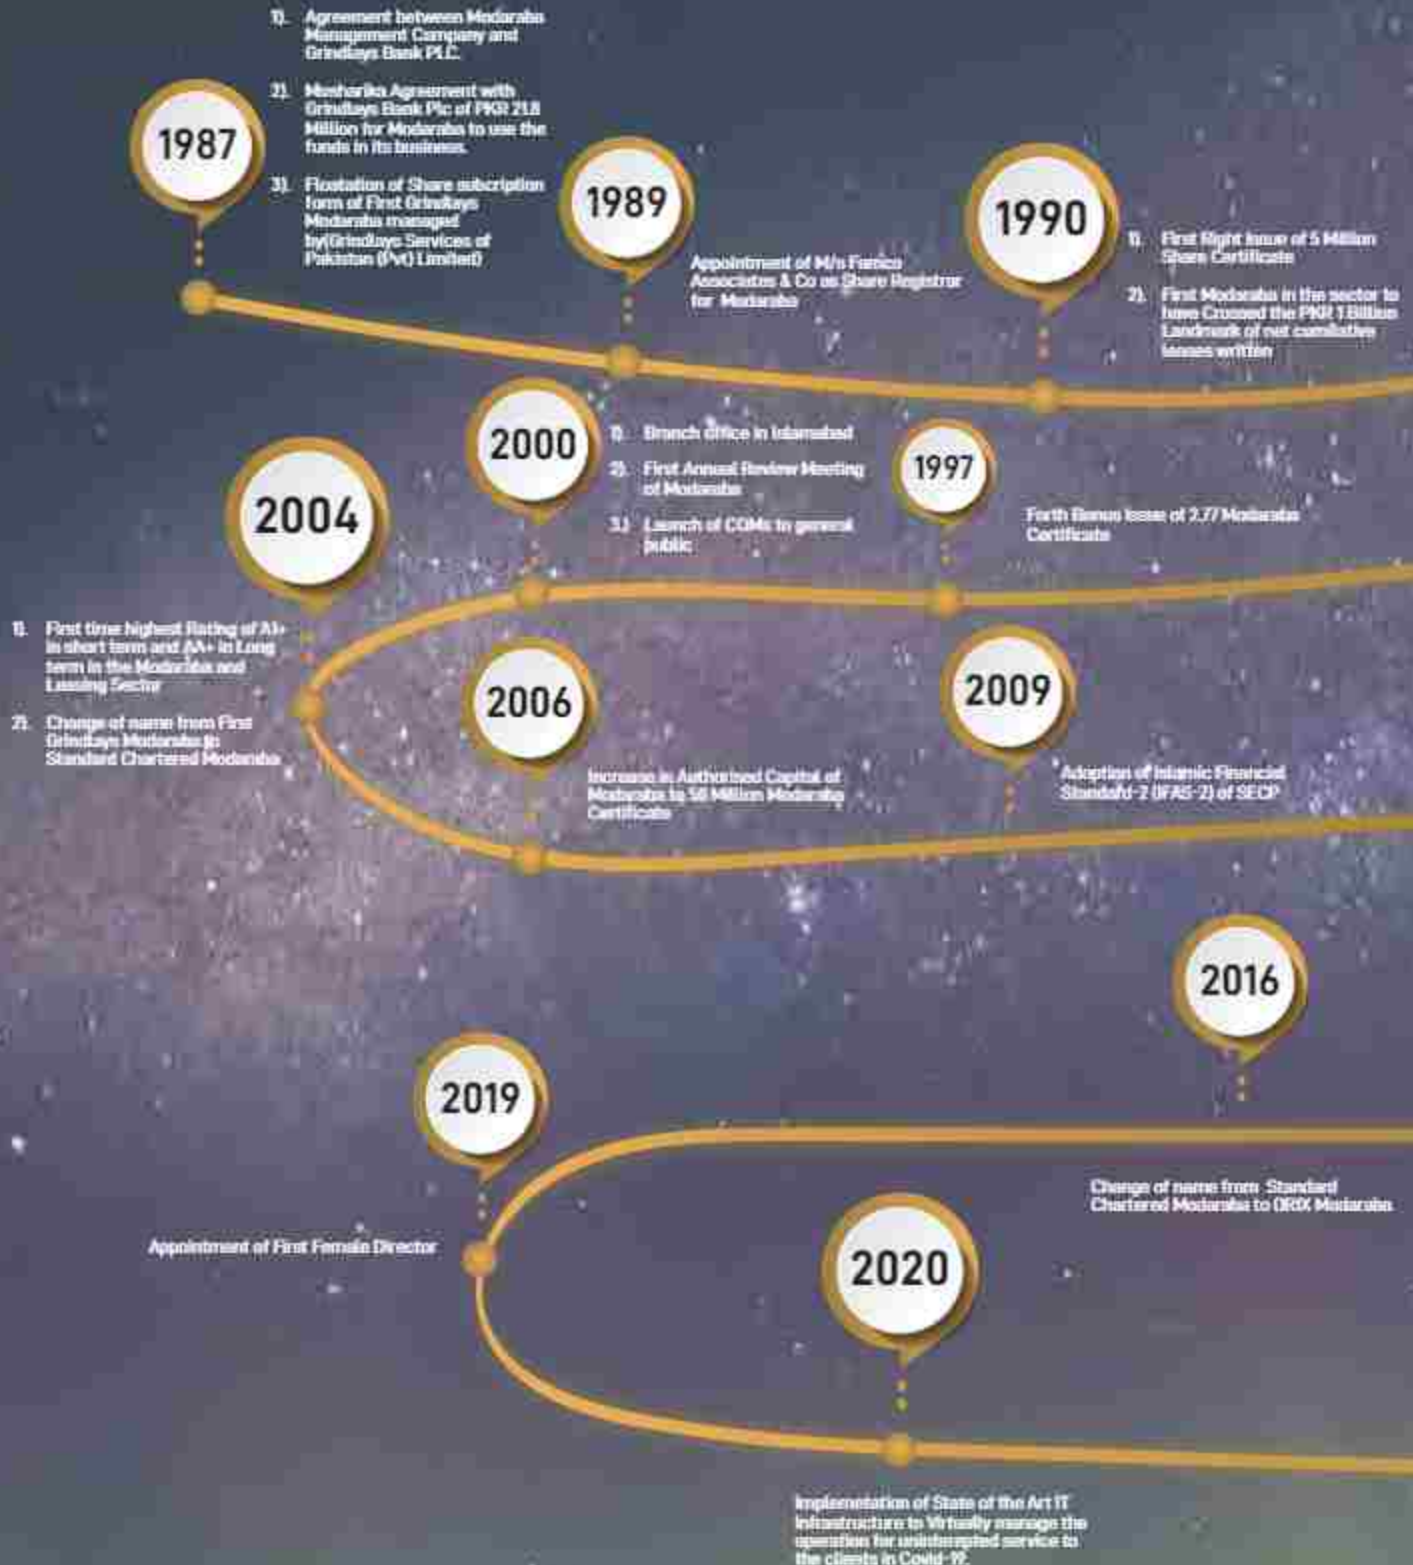 1987
1). Agreement between Modaraba
Management Company and
Grindlays Bank PLC.
2). Musharika Agreement with
Grindlays Bank Plc of PKR 21.8
Million for Modaraba to use the
funds in its business.
3). Floatation of Share subcription
form of First Grindlays
Modaraba managed
by(Grindlays Services of
Pakistan (Pvt) Limited)
1989
Appointment of M/s Famco
Associates & Co as Share Registrar
for Modaraba
1990
1). First Right Issue of 5 Million
Share Certificate
2). First Modaraba in the sector to
have Crossed the PKR 1 Billion
Landmark of net cumilative
leases written
1997
Forth Bonus Issue of 2.77 Modaraba
Certificate
2000
1). Branch office in Islamabad
2). First Annual Review Meeting
of Modaraba
3.) Launch of COMs to general
public
2004
1). First time highest Rating of A1+
in short term and AA+ in Long
term in the Modaraba and
Leasing Sector
2). Change of name from First
Grindlays Modaraba to
Standard Chartered Modaraba
2006
Increase in Authorised Capital of
Modaraba to 50 Million Modaraba
Certificate
2009
Adoption of Islamic Financial
Standard-2 (IFAS-2) of SECP
2016
Change of name from Standard
Chartered Modaraba to ORIX Modaraba
2019
Appointment of First Female Director
2020
Implemetation of State of the Art IT
Infrastructure to Virtually manage the
operation for uninterepted service to
the clients in Covid-19.